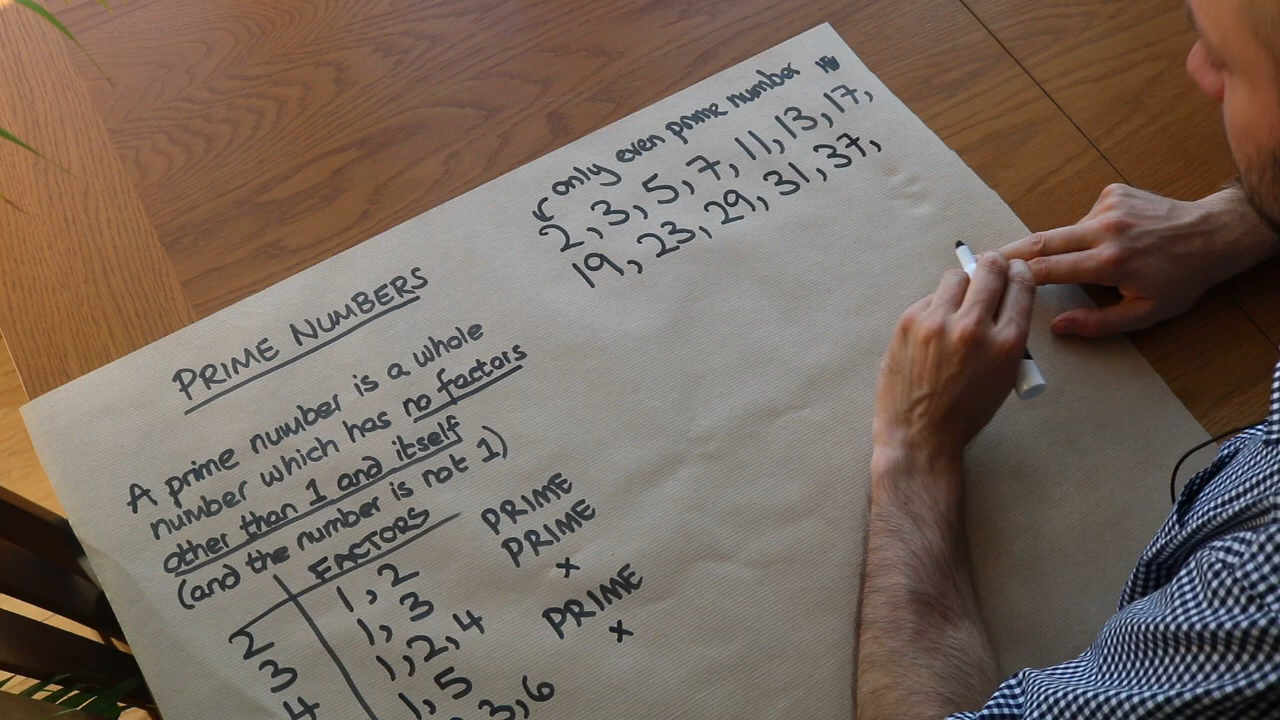 PRIME NUMBERS
A prime number is a whole
number which has no factors
other than 1 and itself
(and the number is not 1)
FACTORS
2 1, 2 PRIME
3 1, 3 PRIME
4 1, 2, 4 x
1, 5 PRIME
3, 6 x
only even prime number
2, 3, 5, 7, 11, 13, 17,
19, 23, 29, 31, 37,